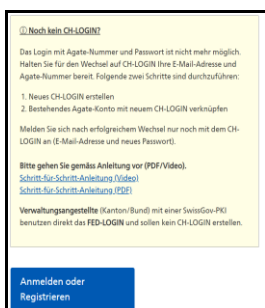 ⓘ Noch kein CH-LOGIN?
Das Login mit Agate-Nummer und Passwort ist nicht mehr möglich.
Halten Sie für den Wechsel auf CH-LOGIN Ihre E-Mail-Adresse und
Agate-Nummer bereit. Folgende zwei Schritte sind durchzuführen:
1. Neues CH-LOGIN erstellen
2. Bestehendes Agate-Konto mit neuem CH-LOGIN verknüpfen
Melden Sie sich nach erfolgreichem Wechsel nur noch mit dem CH-
LOGIN an (E-Mail-Adresse und neues Passwort).
Bitte gehen Sie gemäss Anleitung vor (PDF/Video).
Schritt-für-Schritt-Anleitung (Video)
Schritt-für-Schritt-Anleitung (PDF)
Verwaltungsangestellte (Kanton/Bund) mit einer SwissGov-PKI
benutzen direkt das FED-LOGIN und sollen kein CH-LOGIN erstellen.
Anmelden oder
Registrieren